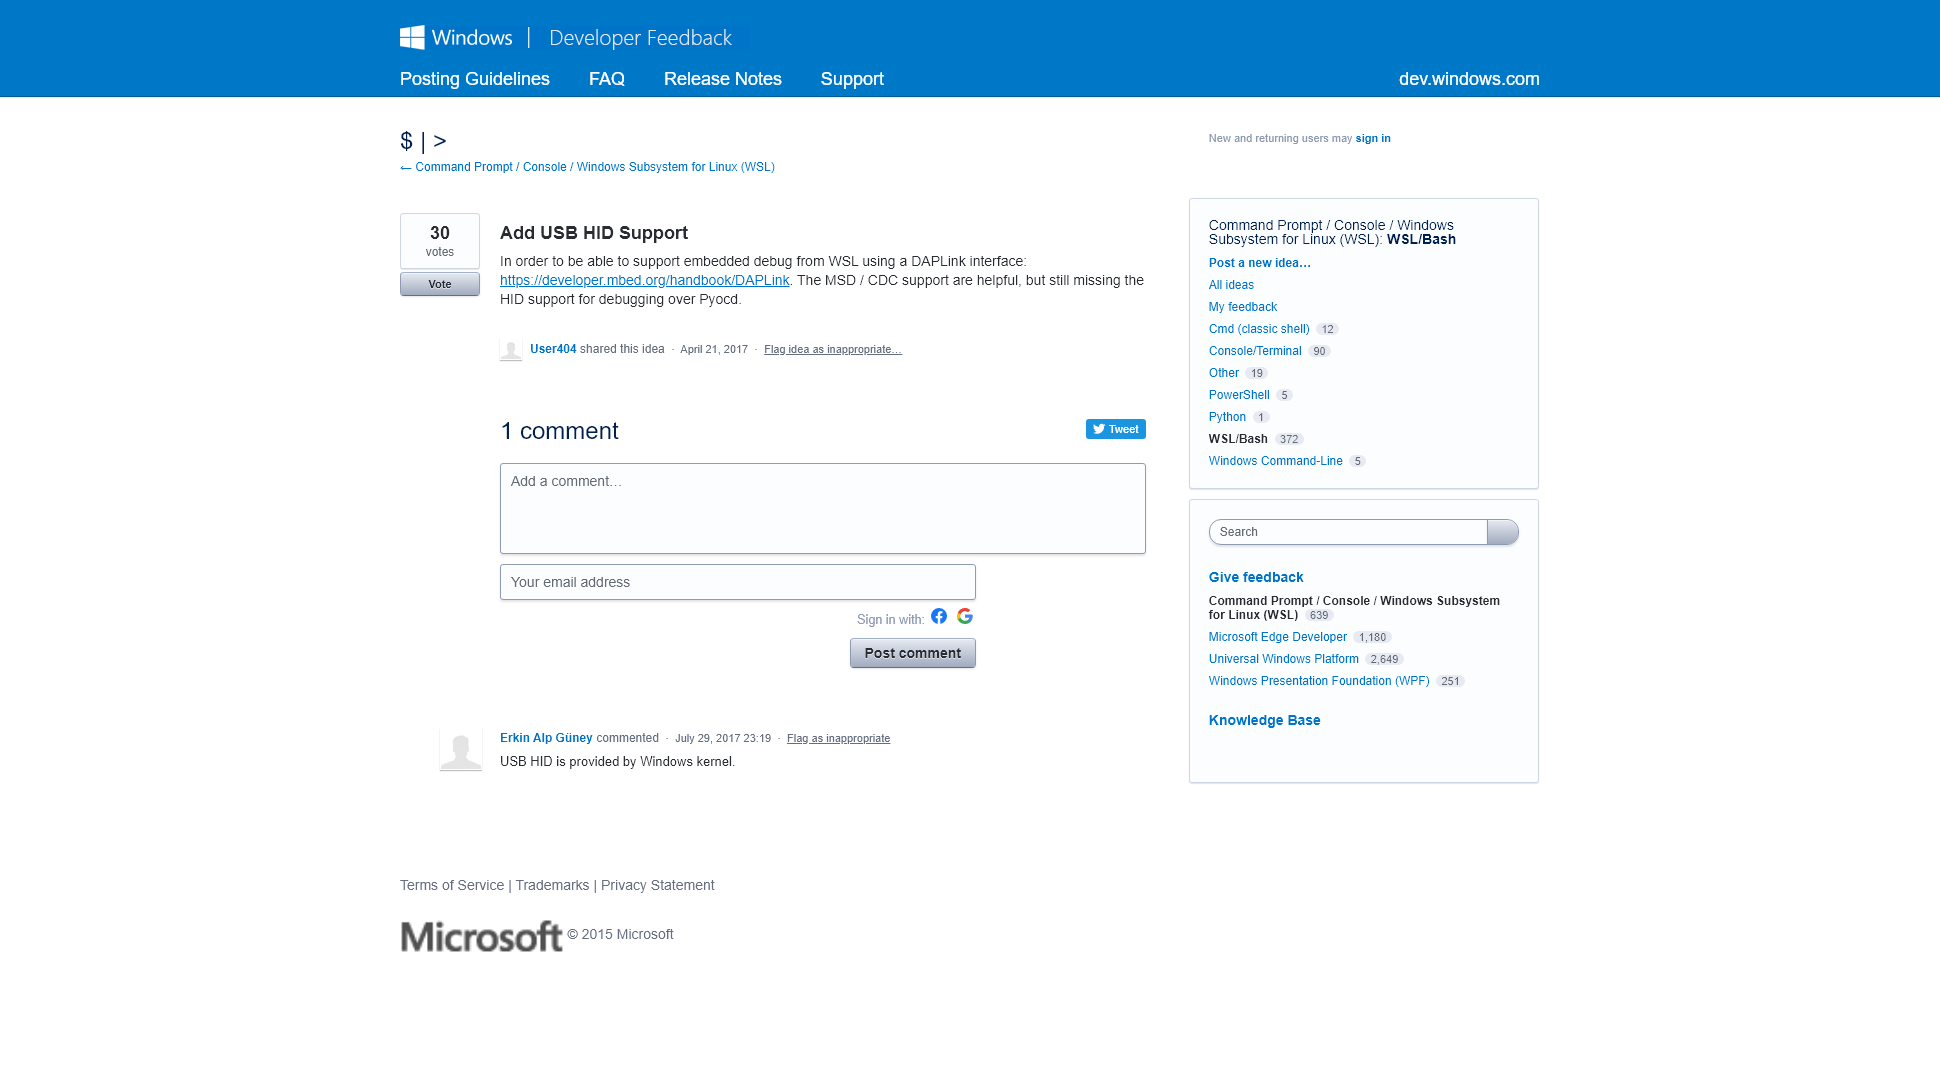 Windows | Developer Feedback
Posting Guidelines FAQ Release Notes Support dev.windows.com
$ | >
← Command Prompt / Console / Windows Subsystem for Linux (WSL)
30
votes
Vote
Add USB HID Support
In order to be able to support embedded debug from WSL using a DAPLink interface:
https://developer.mbed.org/handbook/DAPLink. The MSD / CDC support are helpful, but still missing the
HID support for debugging over Pyocd.
User404 shared this idea · April 21, 2017 · Flag idea as inappropriate…
1 comment
Tweet
Add a comment…
Your email address
Sign in with:
Post comment
Erkin Alp Güney commented · July 29, 2017 23:19 · Flag as inappropriate
USB HID is provided by Windows kernel.
New and returning users may sign in
Command Prompt / Console / Windows
Subsystem for Linux (WSL): WSL/Bash
Post a new idea…
All ideas
My feedback
Cmd (classic shell) 12
Console/Terminal 90
Other 19
PowerShell 5
Python 1
WSL/Bash 372
Windows Command-Line 5
Search
Give feedback
Command Prompt / Console / Windows Subsystem
for Linux (WSL) 639
Microsoft Edge Developer 1,180
Universal Windows Platform 2,649
Windows Presentation Foundation (WPF) 251
Knowledge Base
Terms of Service | Trademarks | Privacy Statement
Microsoft © 2015 Microsoft